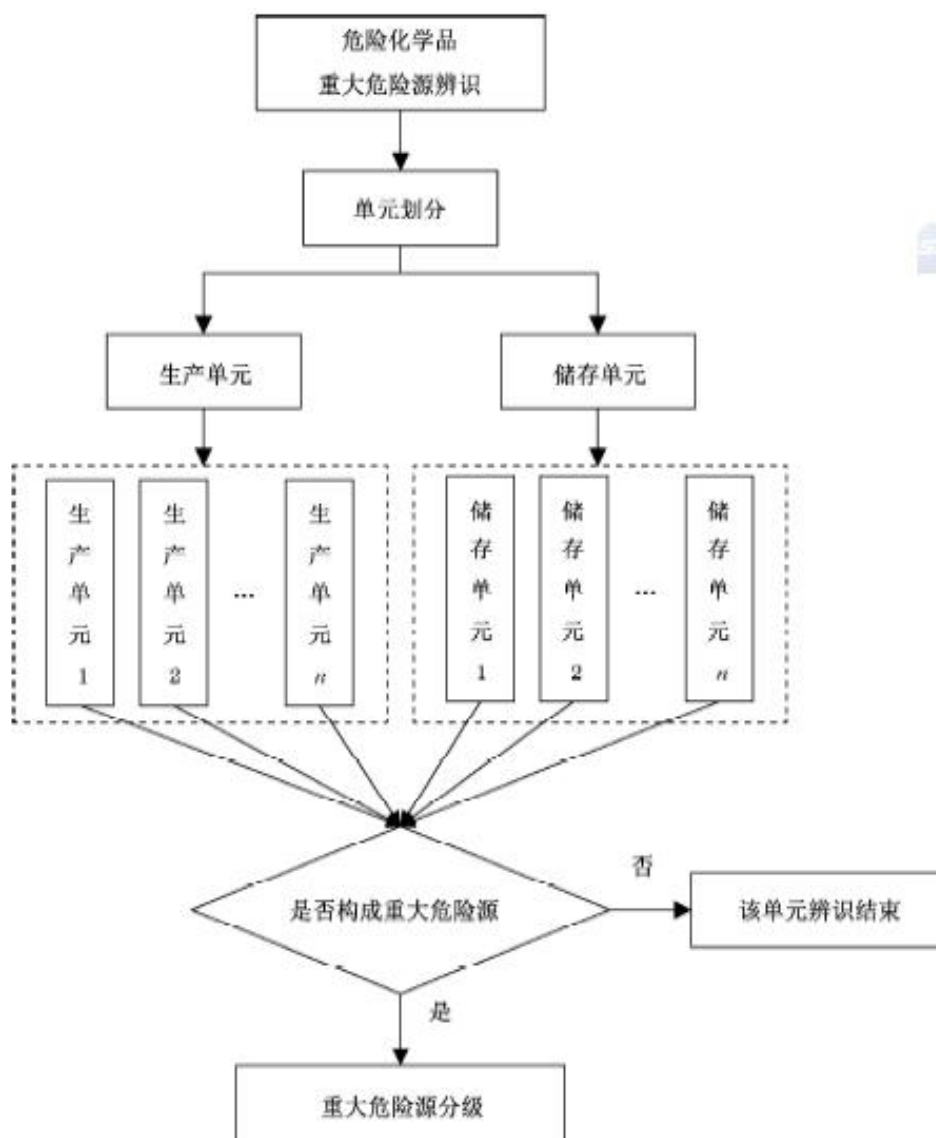 危险化学品
重大危险源辨识
单元划分
生产单元
储存单元
生产单元1
生产单元2
…
生产单元n
储存单元1
储存单元2
…
储存单元n
是否构成重大危险源
否
该单元辨识结束
是
重大危险源分级